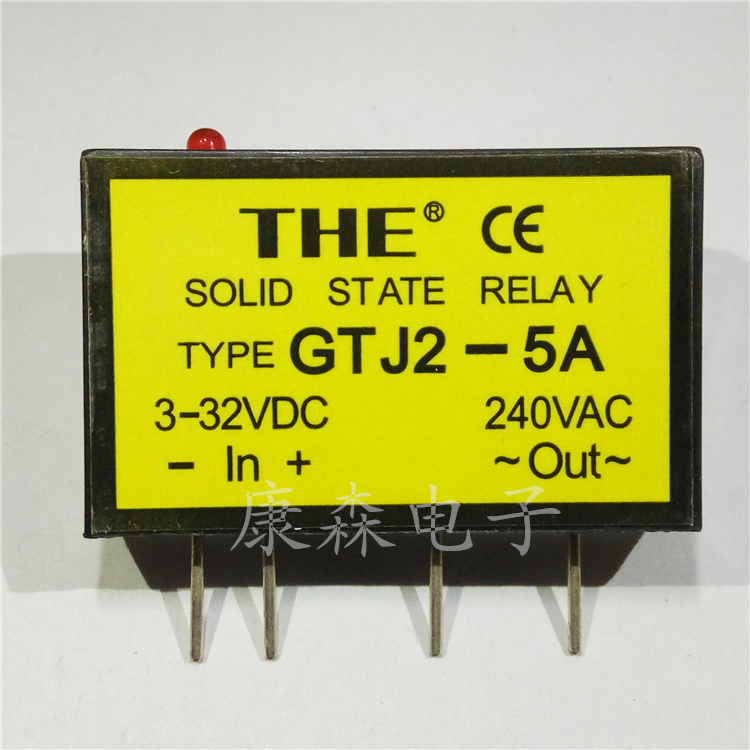 THE® CE
SOLID STATE RELAY
TYPE GTJ2-5A
3-32VDC 240VAC
- In + ~Out~
康森电子